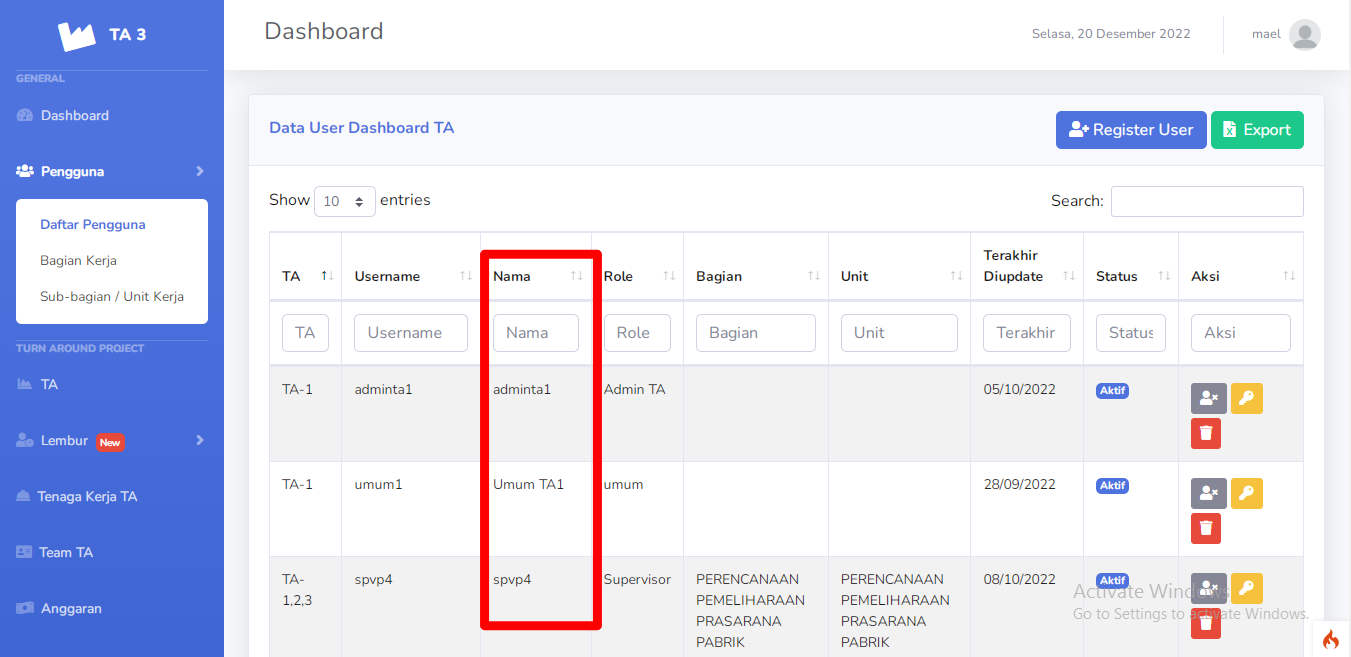 TA 3
Dashboard
Selasa, 20 Desember 2022
mael
GENERAL
Dashboard
Pengguna
Daftar Pengguna
Bagian Kerja
Sub-bagian / Unit Kerja
TURN AROUND PROJECT
TA
Lembur New
Tenaga Kerja TA
Team TA
Anggaran
Data User Dashboard TA
Register User
Export
Show 10 entries
Search:
TA Username Nama Role Bagian Unit Terakhir Diupdate Status Aksi
TA Username Nama Role Bagian Unit Terakhir Status Aksi
TA-1 adminta1 adminta1 Admin TA 05/10/2022 Aktif
TA-1 umum1 Umum TA1 umum 28/09/2022 Aktif
TA- spvp4 spvp4 Supervisor PERENCANAAN PERENCANAAN 08/10/2022 Aktif
1,2,3 PEMELIHARAAN PEMELIHARAAN
PRASARANA PRASARANA
PABRIK PABRIK
Activate Windows
Go to Settings to activate Windows.